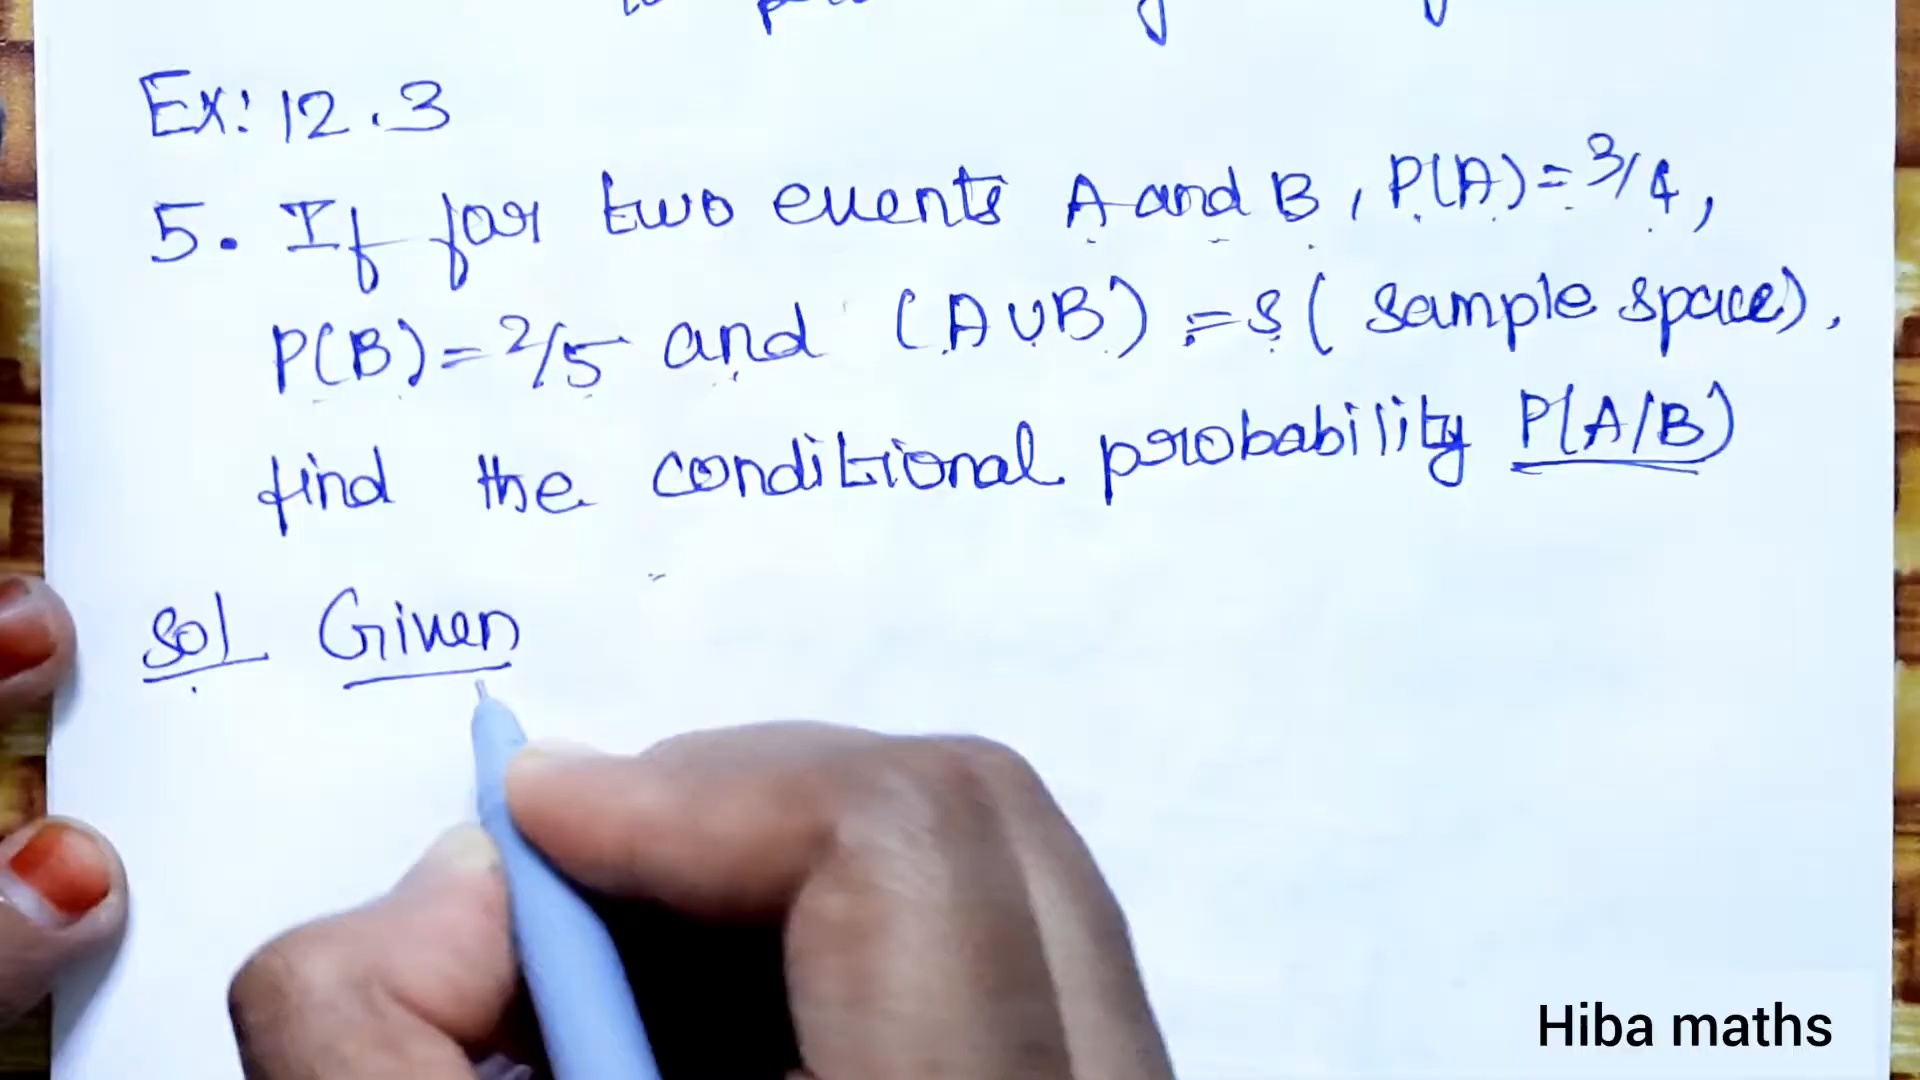 Ex: 12.3
5. If for two events A and B, P(A) = 3/4,
P(B) = 2/5 and (A∪B) = S (sample space).
find the conditional probability P(A/B)
Sol Given
Hiba maths